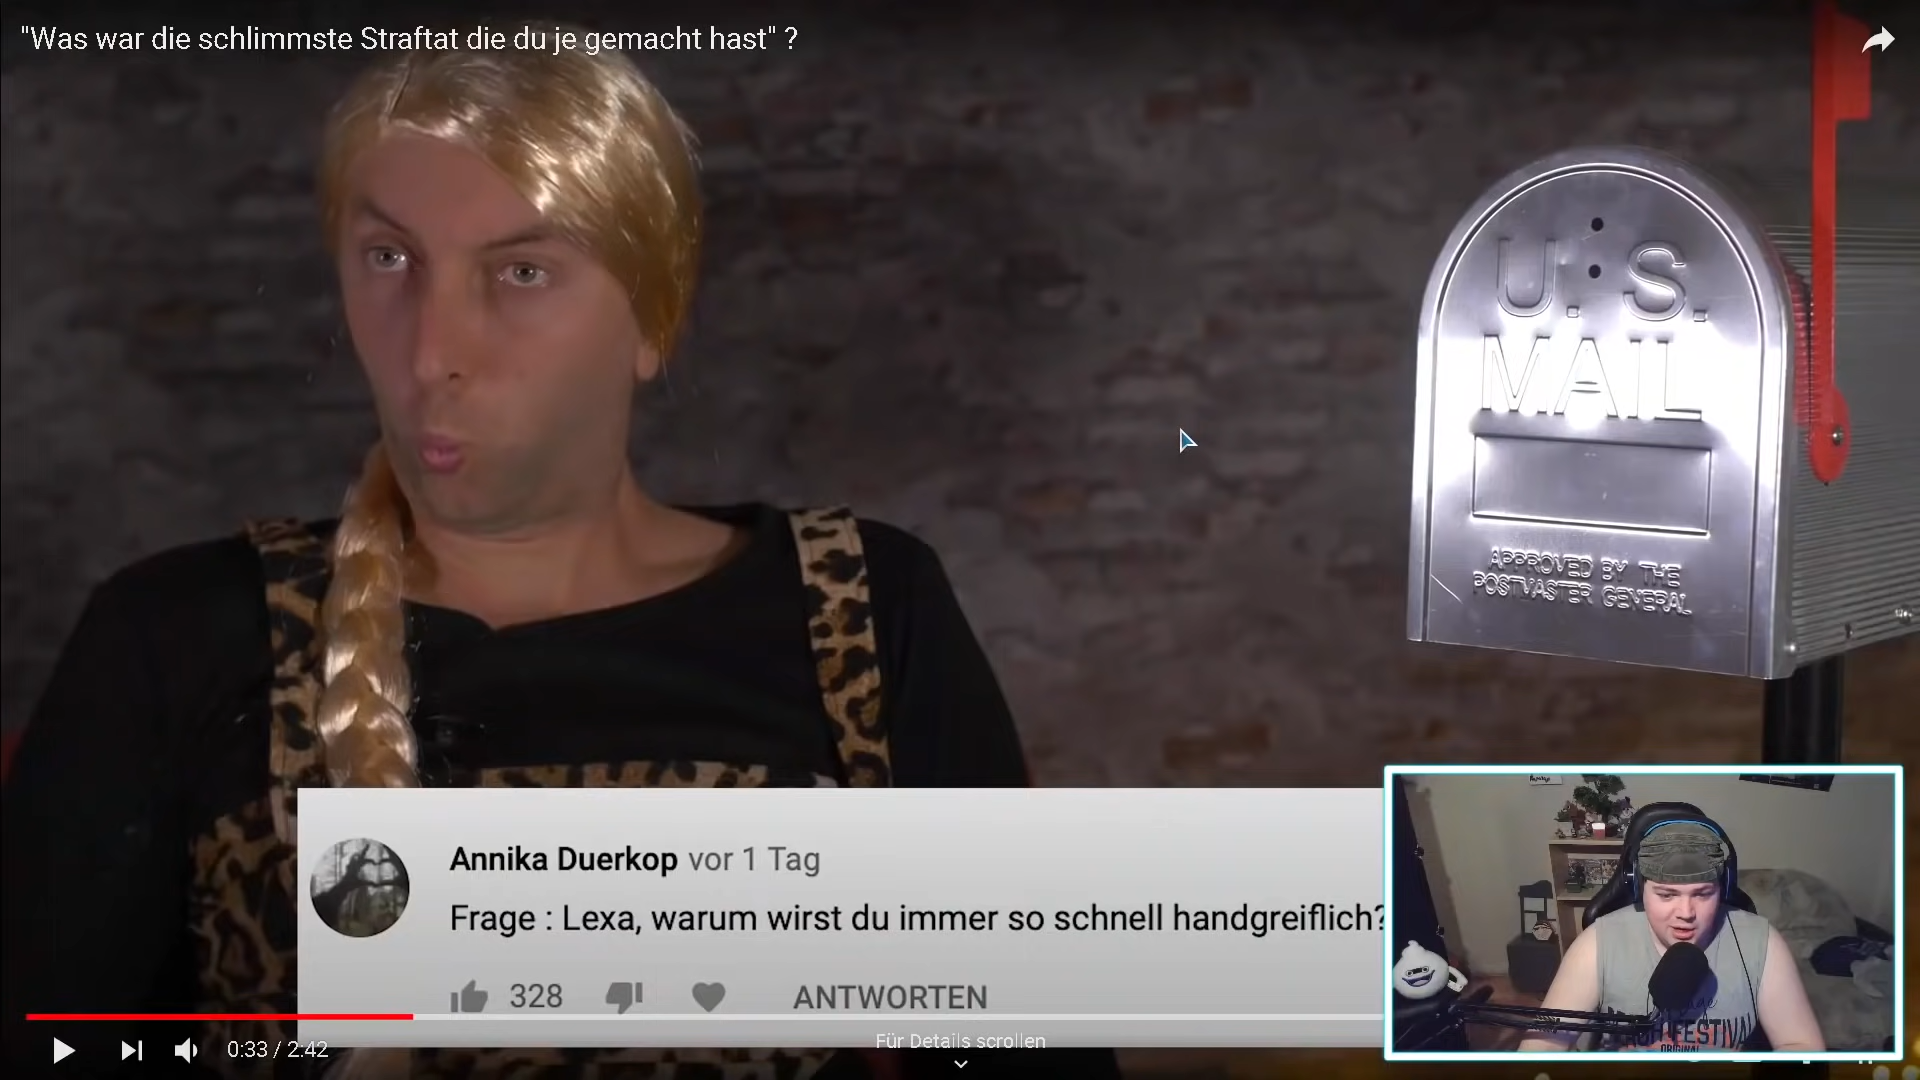 "Was war die schlimmste Straftat die du je gemacht hast" ?
U. S.
MAIL
APPROVED BY THE
POSTMASTER GENERAL
Annika Duerkop vor 1 Tag
Frage : Lexa, warum wirst du immer so schnell handgreiflich?
328 ANTWORTEN
Für Details scrollen
0:33 / 2:42
FESTIVAL
ORIGINAL